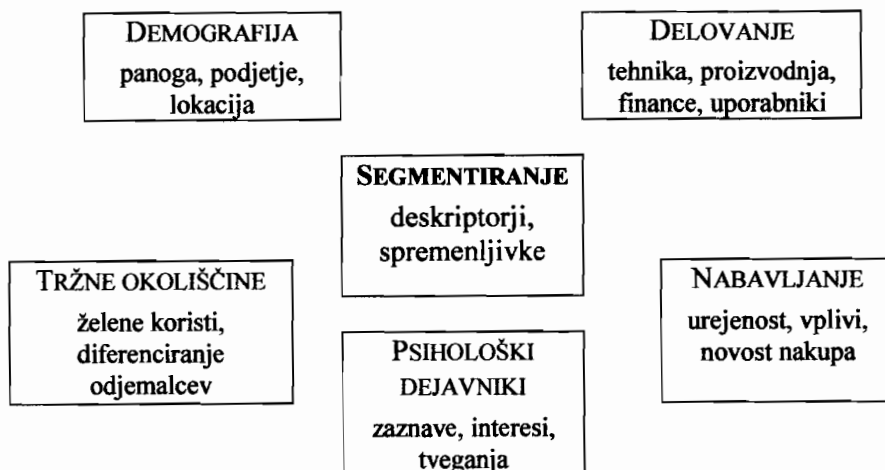 DEMOGRAFIJA
panoga, podjetje,
lokacija
DELOVANJE
tehnika, proizvodnja,
finance, uporabniki
SEGMENTIRANJE
deskriptorji,
spremenljivke
TRŽNE OKOLIŠČINE
želene koristi,
diferenciranje
odjemalcev
NABAVLJANJE
urejenost, vplivi,
novost nakupa
PSIHOLOŠKI
DEJAVNIKI
zaznave, interesi,
tveganja